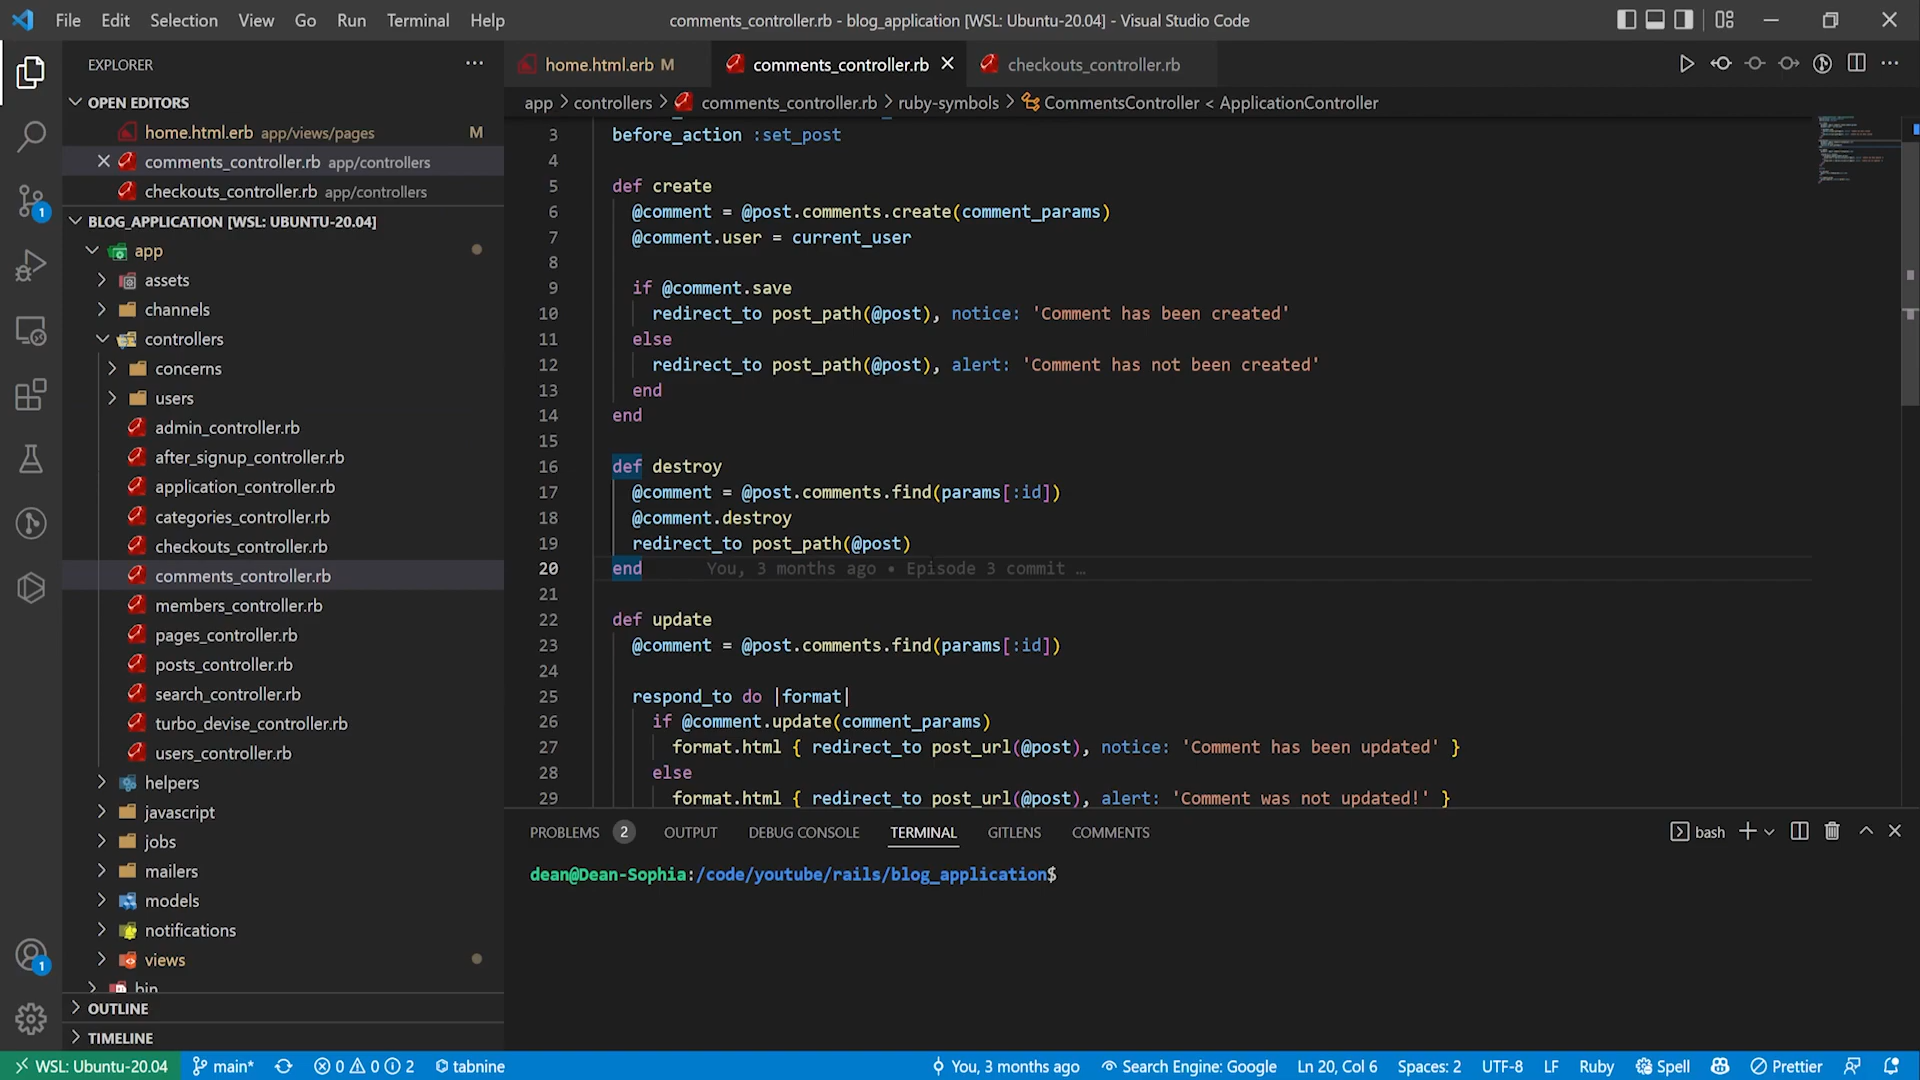 File Edit Selection View Go Run Terminal Help
comments_controller.rb - blog_application [WSL: Ubuntu-20.04] - Visual Studio Code
EXPLORER
OPEN EDITORS
home.html.erb app/views/pages M
comments_controller.rb app/controllers
checkouts_controller.rb app/controllers
BLOG_APPLICATION [WSL: UBUNTU-20.04]
app
assets
channels
controllers
concerns
users
admin_controller.rb
after_signup_controller.rb
application_controller.rb
categories_controller.rb
checkouts_controller.rb
comments_controller.rb
members_controller.rb
pages_controller.rb
posts_controller.rb
search_controller.rb
turbo_devise_controller.rb
users_controller.rb
helpers
javascript
jobs
mailers
models
notifications
views
bin
OUTLINE
TIMELINE
1
1
home.html.erb M comments_controller.rb checkouts_controller.rb
app > controllers > comments_controller.rb > ruby-symbols > CommentsController < ApplicationController
3 before_action :set_post
4
5 def create
6 @comment = @post.comments.create(comment_params)
7 @comment.user = current_user
8
9 if @comment.save
10 redirect_to post_path(@post), notice: 'Comment has been created'
11 else
12 redirect_to post_path(@post), alert: 'Comment has not been created'
13 end
14 end
15
16 def destroy
17 @comment = @post.comments.find(params[:id])
18 @comment.destroy
19 redirect_to post_path(@post)
20 end You, 3 months ago • Episode 3 commit …
21
22 def update
23 @comment = @post.comments.find(params[:id])
24
25 respond_to do |format|
26 if @comment.update(comment_params)
27 format.html { redirect_to post_url(@post), notice: 'Comment has been updated' }
28 else
29 format.html { redirect_to post_url(@post), alert: 'Comment was not updated!' }
PROBLEMS 2 OUTPUT DEBUG CONSOLE TERMINAL GITLENS COMMENTS
bash
dean@Dean-Sophia:/code/youtube/rails/blog_application$
WSL: Ubuntu-20.04 main* 0 0 2 tabnine You, 3 months ago Search Engine: Google Ln 20, Col 6 Spaces: 2 UTF-8 LF Ruby Spell Prettier